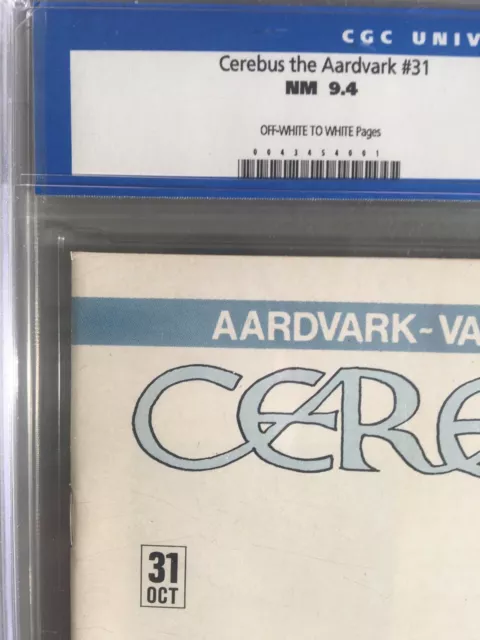 CGC UNIV
Cerebus the Aardvark #31
NM 9.4
OFF-WHITE TO WHITE Pages
0043454001
AARDVARK~VA
CERE
31
OCT